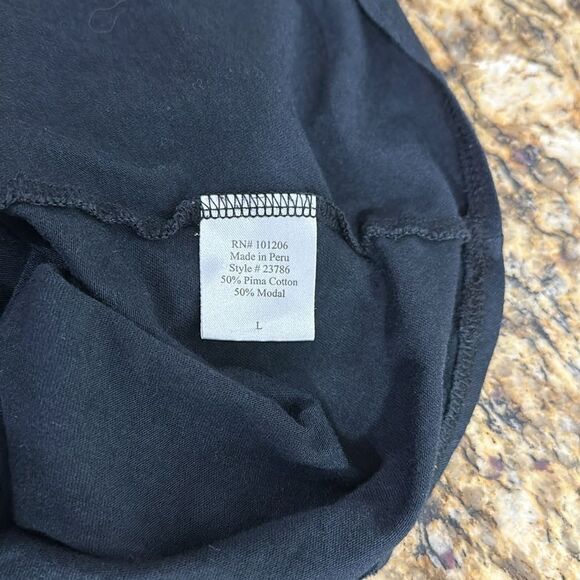 RN# 101206
Made in Peru
Style # 23786
50% Pima Cotton
50% Modal
L